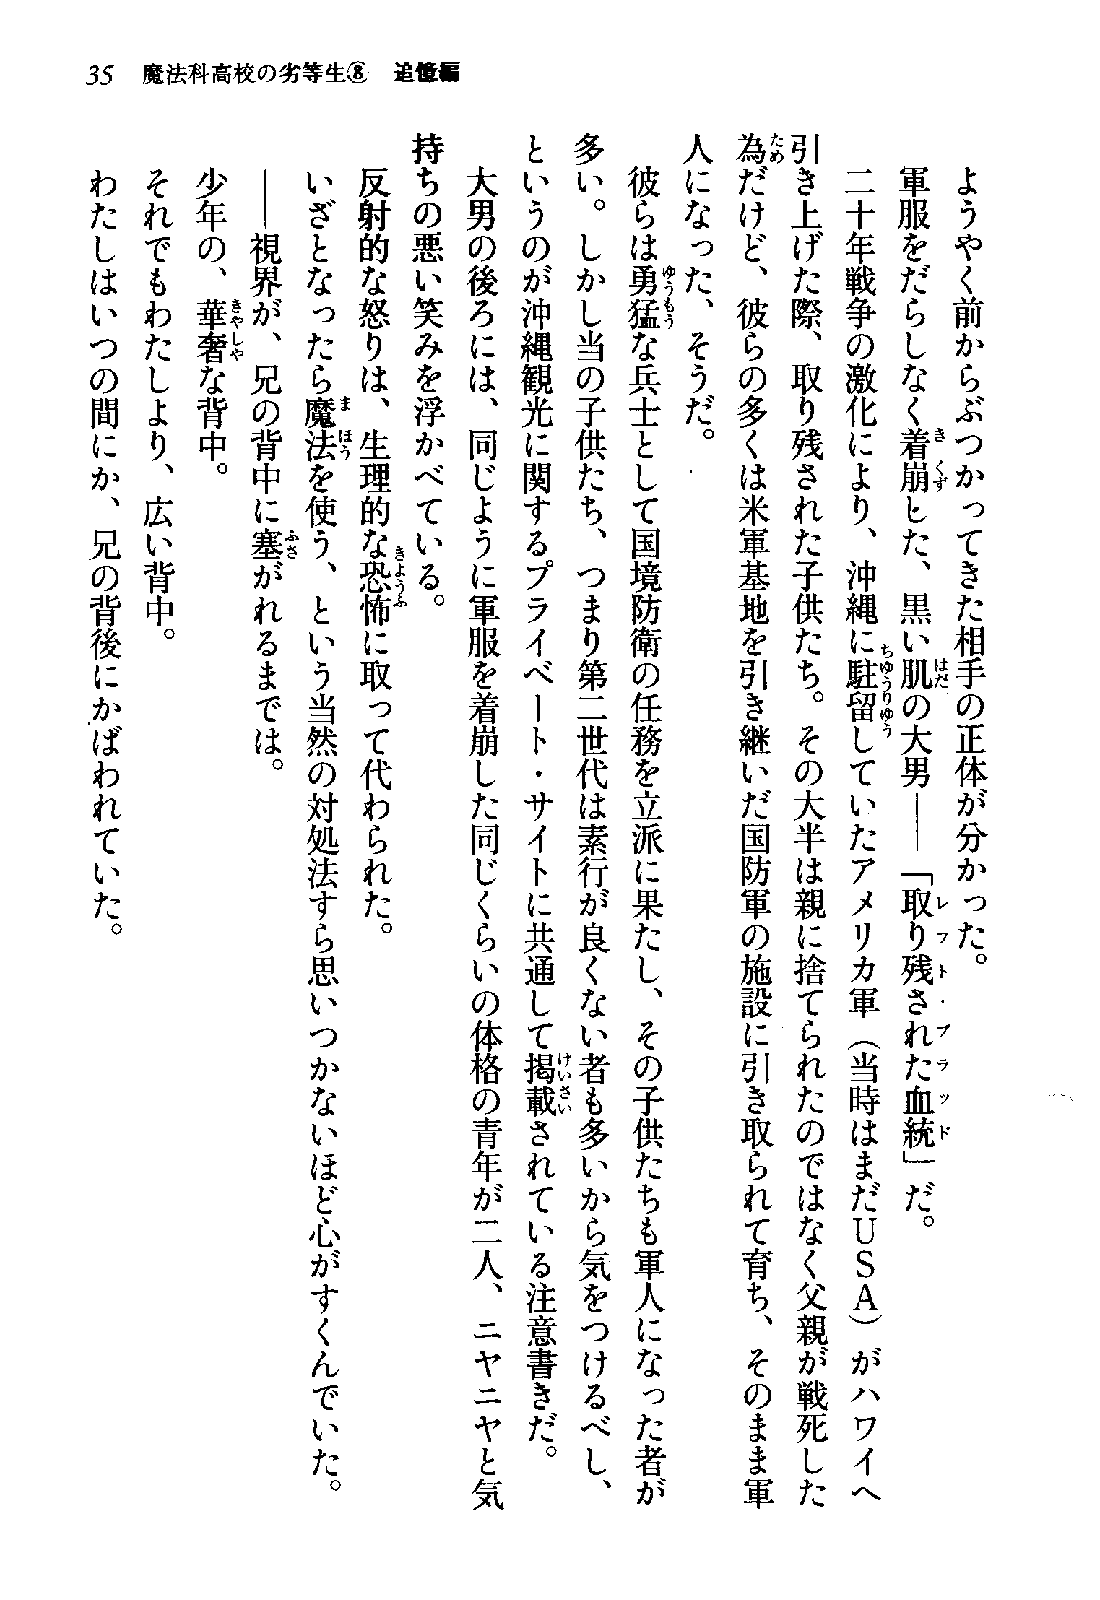 35 魔法科高校の劣等生⑧ 追憶編
ようやく前からぶつかってきた相手の正体が分かった。
軍服をだらしなく着崩した、黒い肌の大男――「取り残された血統」だ。
二十年戦争の激化により、沖縄に駐留していたアメリカ軍（当時はまだＵＳＡ）がハワイへ
引き上げた際、取り残された子供たち。その大半は親に捨てられたのではなく父親が戦死した
為だけど、彼らの多くは米軍基地を引き継いだ国防軍の施設に引き取られて育ち、そのまま軍
人になった、そうだ。
彼らは勇猛な兵士として国境防衛の任務を立派に果たし、その子供たちも軍人になった者が
多い。しかし当の子供たち、つまり第二世代は素行が良くない者も多いから気をつけるべし、
というのが沖縄観光に関するプライベート・サイトに共通して掲載されている注意書きだ。
大男の後ろには、同じように軍服を着崩した同じくらいの体格の青年が二人、ニヤニヤと気
持ちの悪い笑みを浮かべている。
反射的な怒りは、生理的な恐怖に取って代わられた。
いざとなったら魔法を使う、という当然の対処法すら思いつかないほど心がすくんでいた。
――視界が、兄の背中に塞がれるまでは。
少年の、華奢な背中。
それでもわたしより、広い背中。
わたしはいつの間にか、兄の背後にかばわれていた。